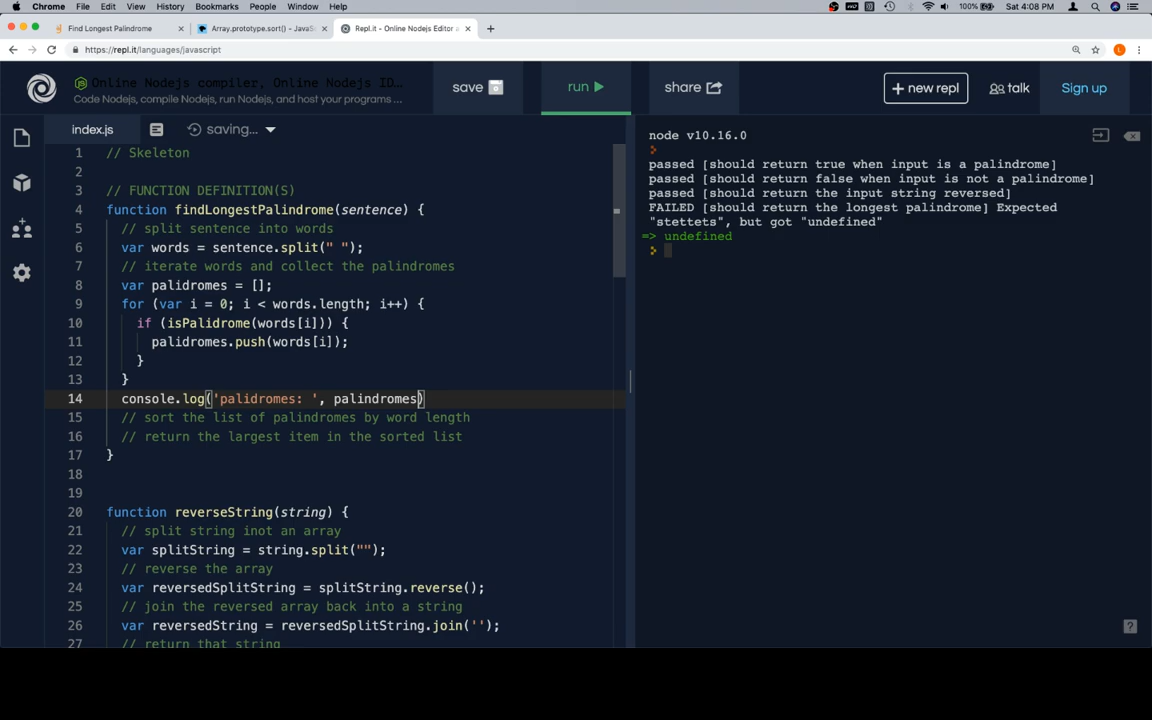 Chrome File Edit View History Bookmarks People Window Help 100% Sat 4:08 PM
Find Longest Palindrome Array.prototype.sort() - JavaSc Repl.it - Online Nodejs Editor a
https://repl.it/languages/javascript
Online Nodejs compiler, Online Nodejs ID...
Code Nodejs, compile Nodejs, run Nodejs, and host your programs ...
save run share + new repl talk Sign up
index.js saving...
1 // Skeleton
2
3 // FUNCTION DEFINITION(S)
4 function findLongestPalindrome(sentence) {
5 // split sentence into words
6 var words = sentence.split(" ");
7 // iterate words and collect the palindromes
8 var palidromes = [];
9 for (var i = 0; i < words.length; i++) {
10 if (isPalidrome(words[i])) {
11 palidromes.push(words[i]);
12 }
13 }
14 console.log('palidromes: ', palindromes)
15 // sort the list of palindromes by word length
16 // return the largest item in the sorted list
17 }
18
19
20 function reverseString(string) {
21 // split string inot an array
22 var splitString = string.split("");
23 // reverse the array
24 var reversedSplitString = splitString.reverse();
25 // join the reversed array back into a string
26 var reversedString = reversedSplitString.join('');
27 // return that string
node v10.16.0
passed [should return true when input is a palindrome]
passed [should return false when input is not a palindrome]
passed [should return the input string reversed]
FAILED [should return the longest palindrome] Expected
"stettets", but got "undefined"
=> undefined